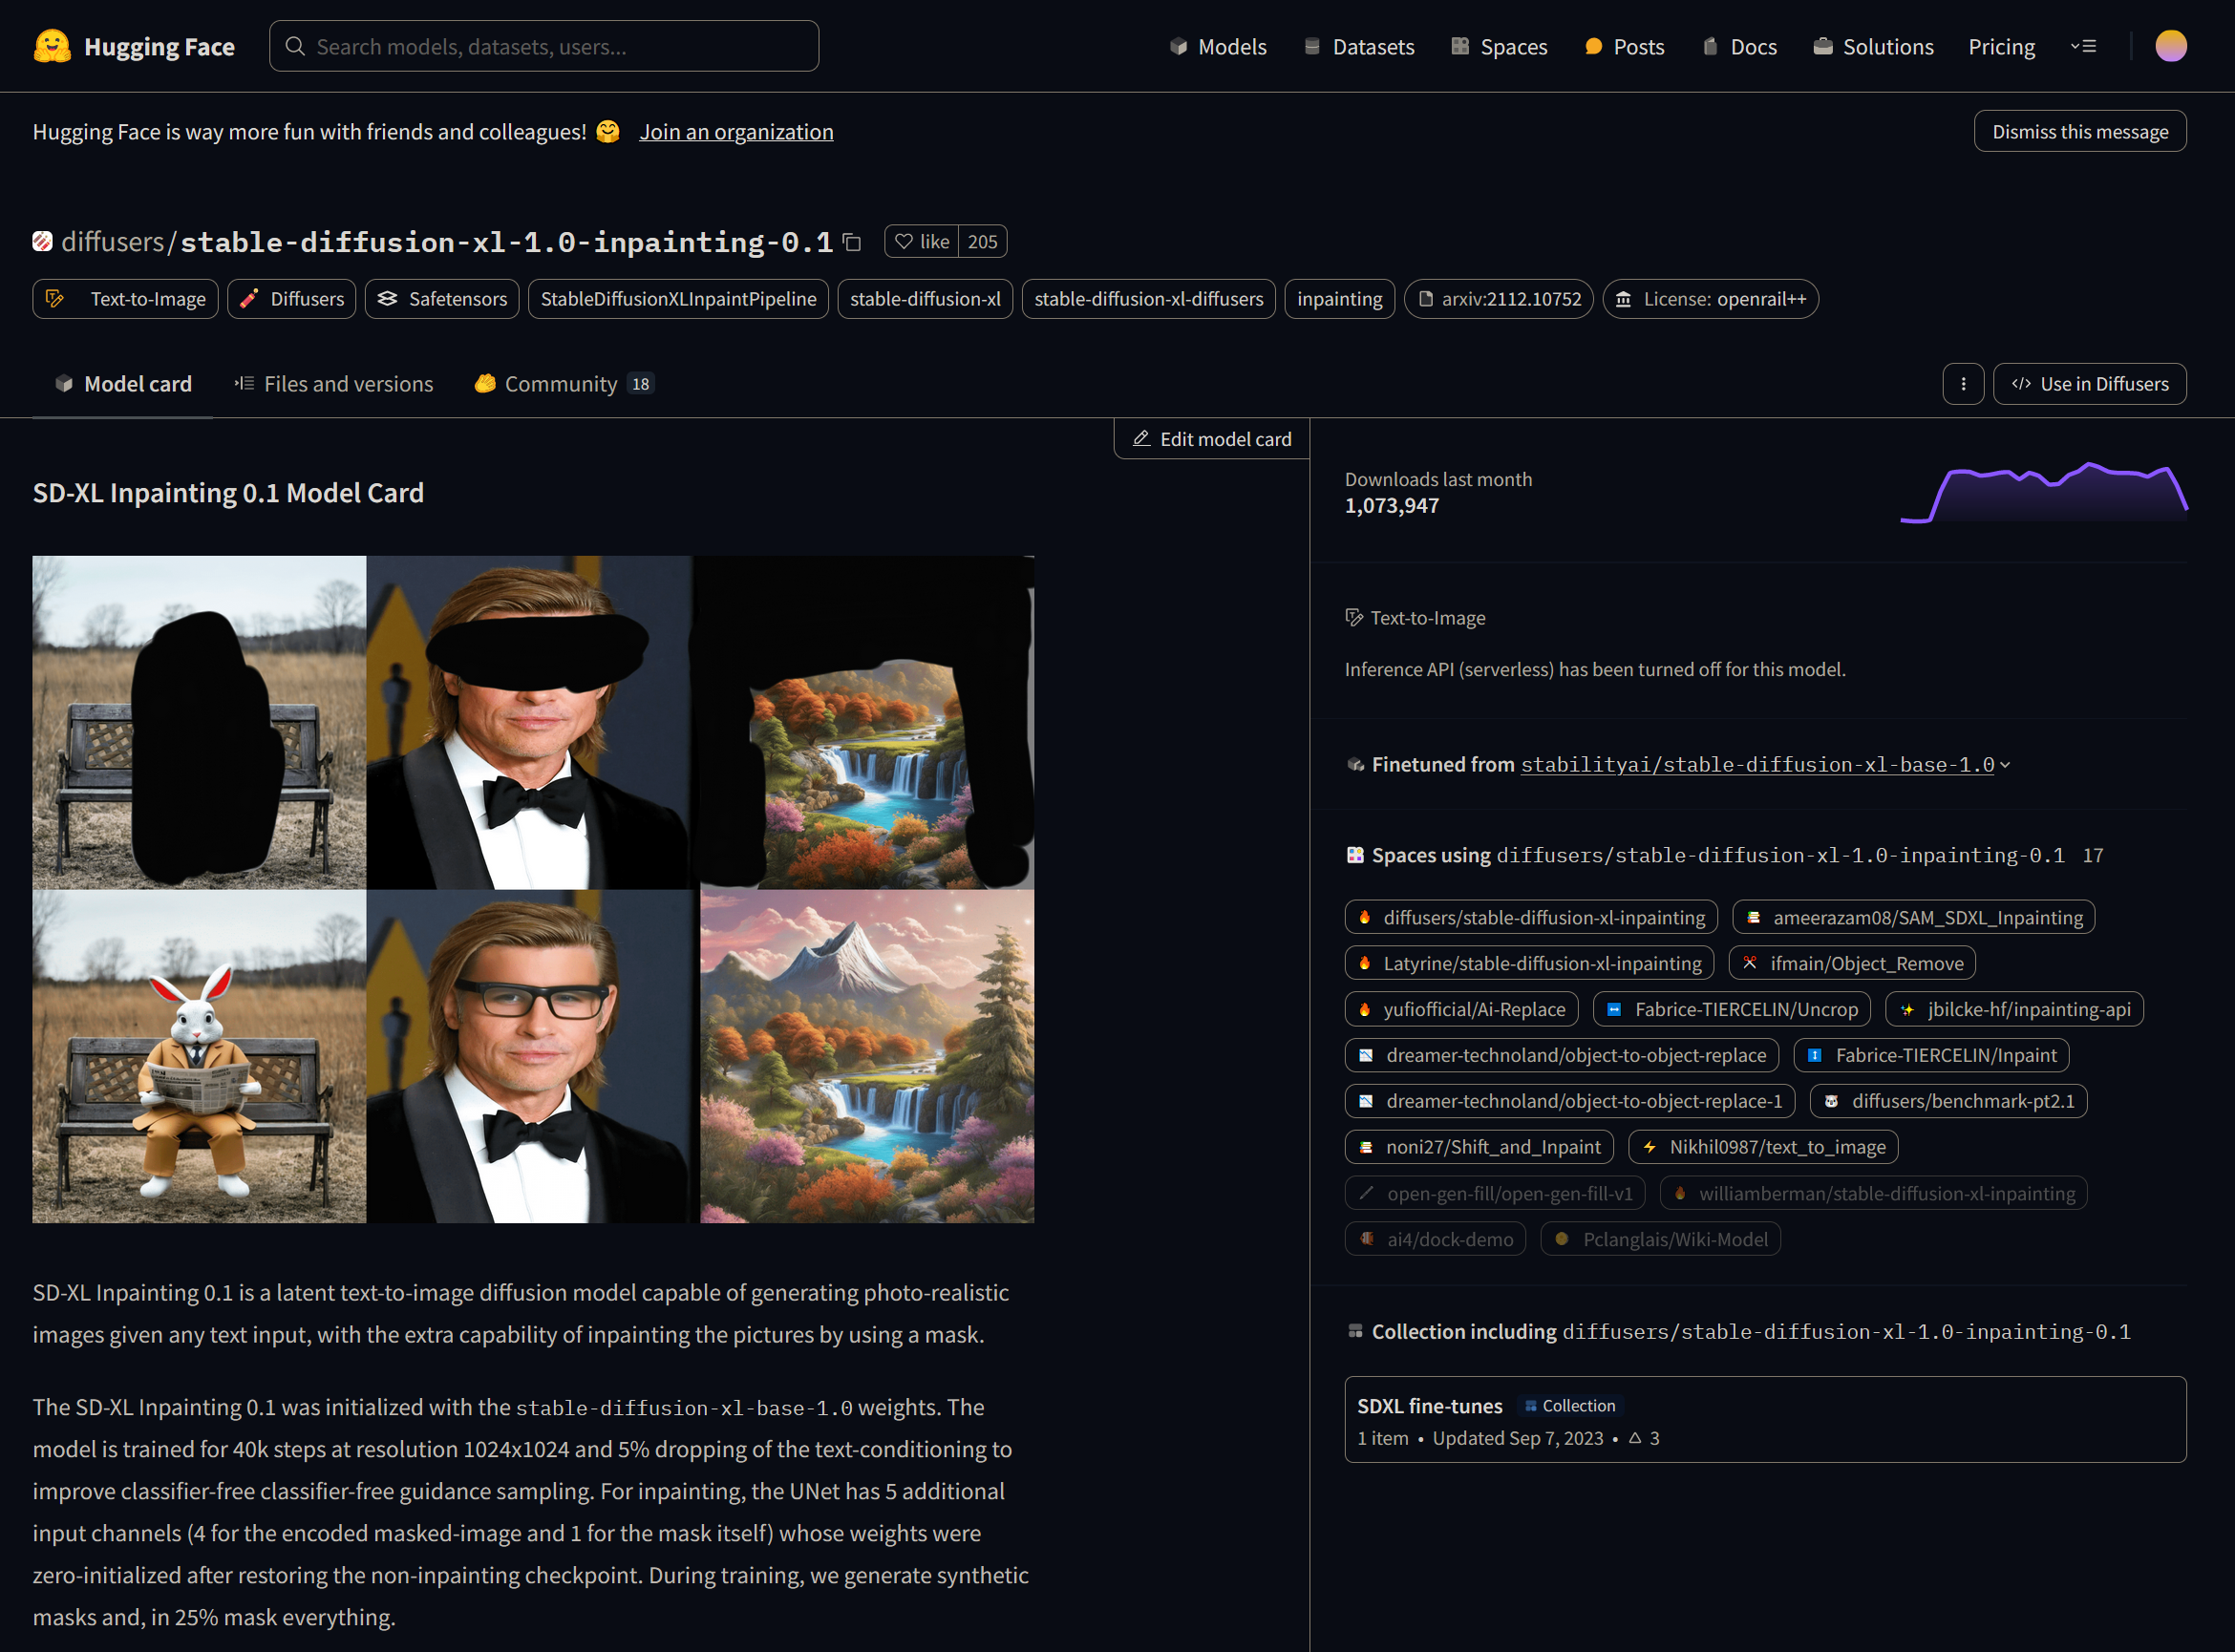 Hugging Face
Search models, datasets, users...
Models
Datasets
Spaces
Posts
Docs
Solutions
Pricing
Hugging Face is way more fun with friends and colleagues! 🤗 Join an organization
Dismiss this message
diffusers/stable-diffusion-xl-1.0-inpainting-0.1
like 205
Text-to-Image
Diffusers
Safetensors
StableDiffusionXLInpaintPipeline
stable-diffusion-xl
stable-diffusion-xl-diffusers
inpainting
arxiv:2112.10752
License: openrail++
Model card
Files and versions
Community 18
Use in Diffusers
Edit model card
SD-XL Inpainting 0.1 Model Card
SD-XL Inpainting 0.1 is a latent text-to-image diffusion model capable of generating photo-realistic
images given any text input, with the extra capability of inpainting the pictures by using a mask.
The SD-XL Inpainting 0.1 was initialized with the stable-diffusion-xl-base-1.0 weights. The
model is trained for 40k steps at resolution 1024x1024 and 5% dropping of the text-conditioning to
improve classifier-free classifier-free guidance sampling. For inpainting, the UNet has 5 additional
input channels (4 for the encoded masked-image and 1 for the mask itself) whose weights were
zero-initialized after restoring the non-inpainting checkpoint. During training, we generate synthetic
masks and, in 25% mask everything.
Downloads last month
1,073,947
Text-to-Image
Inference API (serverless) has been turned off for this model.
Finetuned from stabilityai/stable-diffusion-xl-base-1.0
Spaces using diffusers/stable-diffusion-xl-1.0-inpainting-0.1 17
diffusers/stable-diffusion-xl-inpainting
ameerazam08/SAM_SDXL_Inpainting
Latyrine/stable-diffusion-xl-inpainting
ifmain/Object_Remove
yufiofficial/Ai-Replace
Fabrice-TIERCELIN/Uncrop
jbilcke-hf/inpainting-api
dreamer-technoland/object-to-object-replace
Fabrice-TIERCELIN/Inpaint
dreamer-technoland/object-to-object-replace-1
diffusers/benchmark-pt2.1
noni27/Shift_and_Inpaint
Nikhil0987/text_to_image
open-gen-fill/open-gen-fill-v1
williamberman/stable-diffusion-xl-inpainting
ai4/dock-demo
Pclanglais/Wiki-Model
Collection including diffusers/stable-diffusion-xl-1.0-inpainting-0.1
SDXL fine-tunes
Collection
1 item • Updated Sep 7, 2023 • △ 3